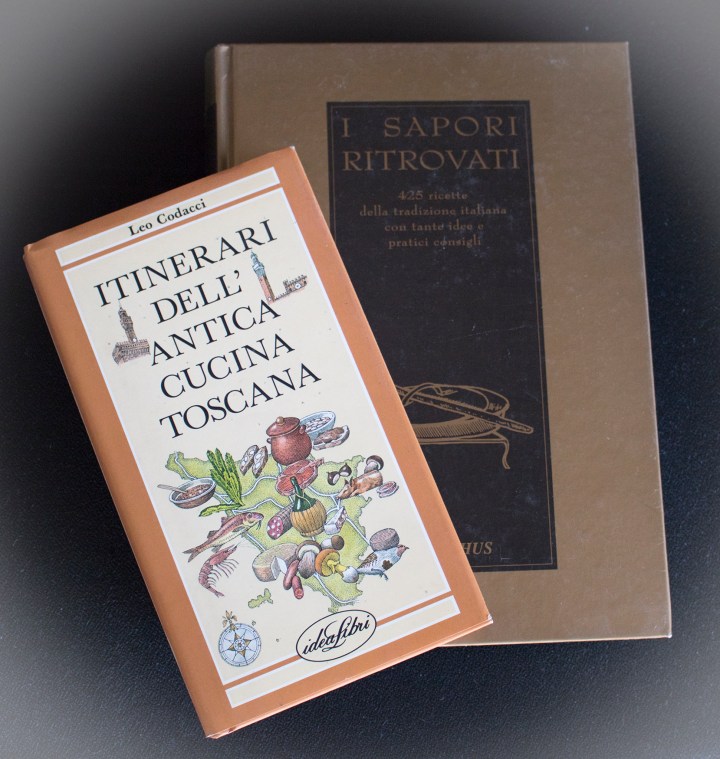 Leo Codacci
ITINERARI
DELL'
ANTICA
CUCINA
TOSCANA
idealibri
I SAPORI
RITROVATI
425 ricette
della tradizione italiana
con tante idee e
pratici consigli